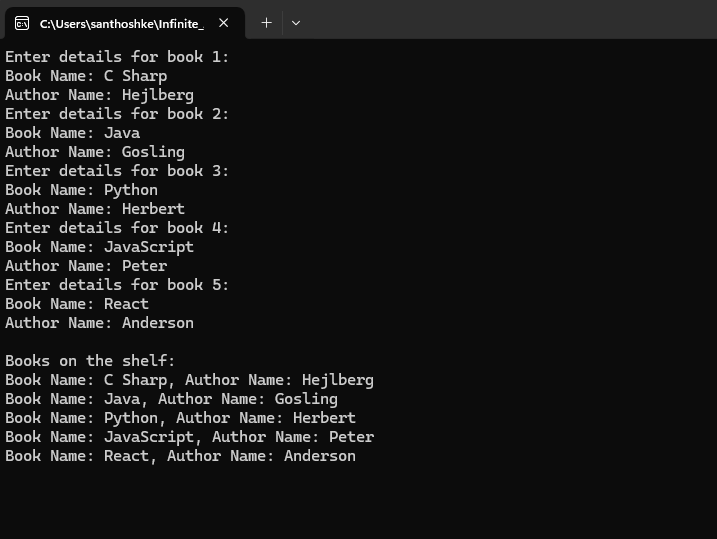 C:\Users\santhoshke\Infinite_
Enter details for book 1:
Book Name: C Sharp
Author Name: Hejlberg
Enter details for book 2:
Book Name: Java
Author Name: Gosling
Enter details for book 3:
Book Name: Python
Author Name: Herbert
Enter details for book 4:
Book Name: JavaScript
Author Name: Peter
Enter details for book 5:
Book Name: React
Author Name: Anderson
Books on the shelf:
Book Name: C Sharp, Author Name: Hejlberg
Book Name: Java, Author Name: Gosling
Book Name: Python, Author Name: Herbert
Book Name: JavaScript, Author Name: Peter
Book Name: React, Author Name: Anderson